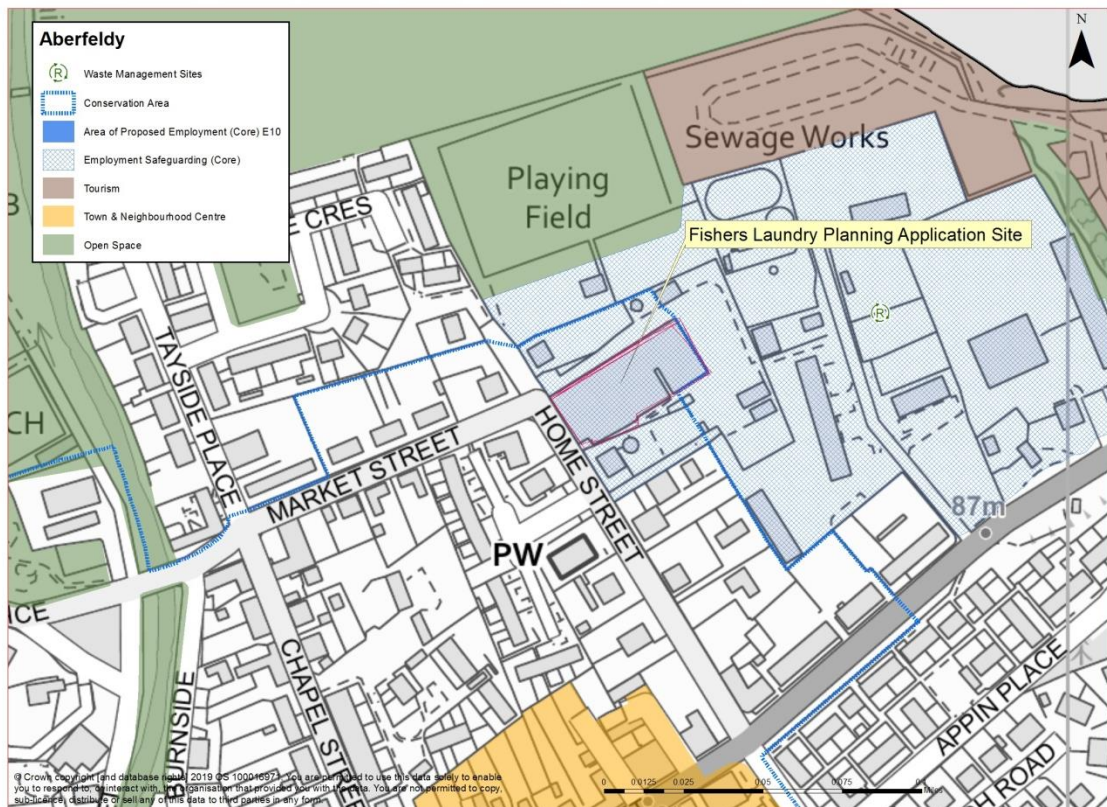 Aberfeldy
Waste Management Sites
Conservation Area
Area of Proposed Employment (Core) E10
Employment Safeguarding (Core)
Tourism
Town & Neighbourhood Centre
Open Space
N
Sewage Works
Playing
Field
Fishers Laundry Planning Application Site
CRES
TAYSIDE PLACE
CH
MARKET STREET
HOME STREET
87m
PW
ICE
CHAPEL STREET
BURNSIDE
APPIN PLACE
ROAD
© Crown copyright [and database rights] 2019 OS 100016971. You are permitted to use this data solely to enable
you to respond to, or interact with, the organisation that provided you with the data. You are not permitted to copy,
sub-licence, distribute or sell any of this data to third parties in any form.
0 0.0125 0.025 0.05 0.075 0.1
Miles